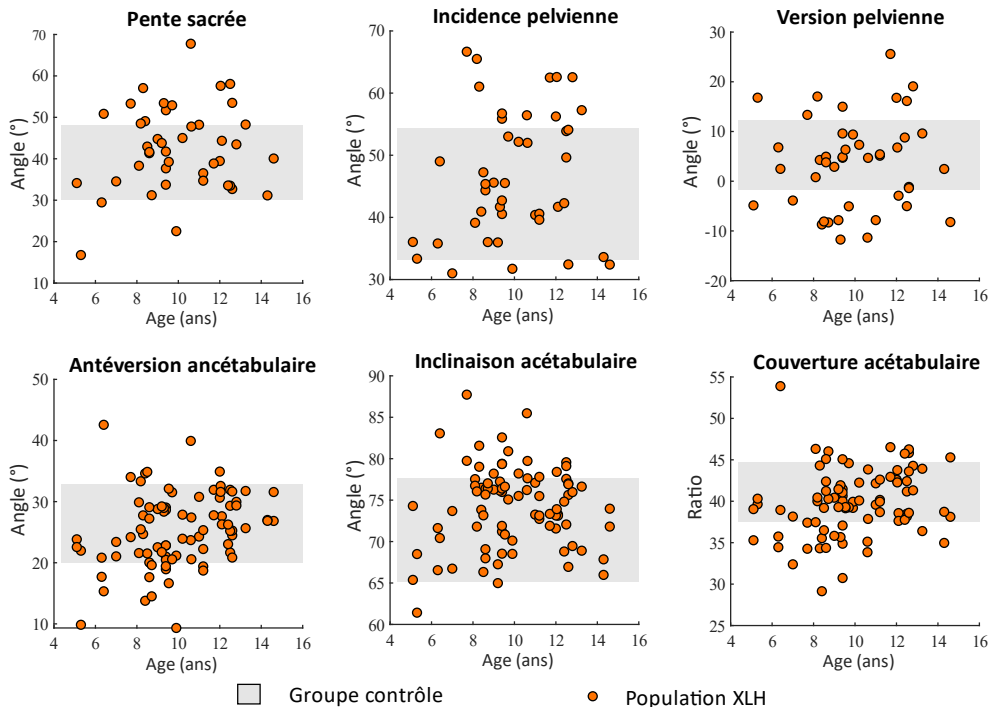 Pente sacrée
Incidence pelvienne
Version pelvienne
70
60
50
40
30
20
10
Angle (°)
4 6 8 10 12 14 16
Age (ans)
70
60
50
40
30
Angle (°)
4 6 8 10 12 14 16
Age (ans)
30
20
10
0
-10
-20
Angle (°)
4 6 8 10 12 14 16
Age (ans)
Antéversion ancétabulaire
Inclinaison acétabulaire
Couverture acétabulaire
50
40
30
20
10
Angle (°)
4 6 8 10 12 14 16
Age (ans)
90
85
80
75
70
65
60
Angle (°)
4 6 8 10 12 14 16
Age (ans)
55
50
45
40
35
30
25
Ratio
4 6 8 10 12 14 16
Age (ans)
Groupe contrôle
Population XLH